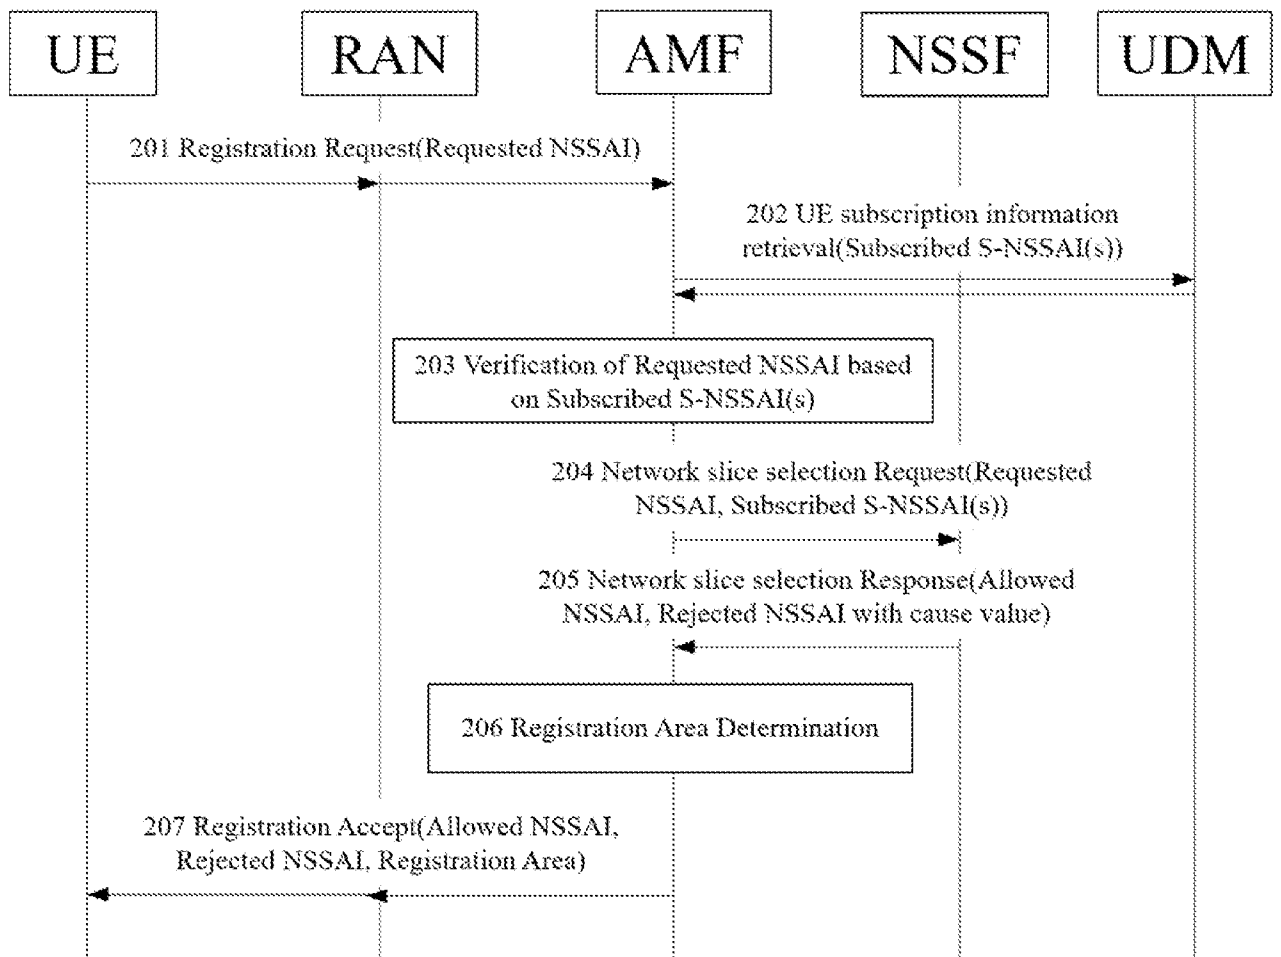 UE
RAN
AMF
NSSF
UDM
201 Registration Request(Requested NSSAI)
202 UE subscription information
retrieval(Subscribed S-NSSAI(s))
203 Verification of Requested NSSAI based
on Subscribed S-NSSAI(s)
204 Network slice selection Request(Requested
NSSAI, Subscribed S-NSSAI(s))
205 Network slice selection Response(Allowed
NSSAI, Rejected NSSAI with cause value)
206 Registration Area Determination
207 Registration Accept(Allowed NSSAI,
Rejected NSSAI, Registration Area)